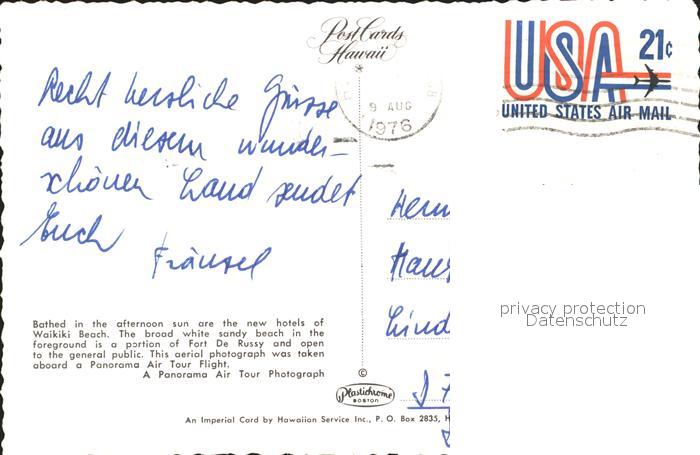 Post Cards
Hawaii
21¢
USA
UNITED STATES AIR MAIL
9 AUG
1976
Recht herzliche Grüsse
aus diesem wunder-
schönen Land sendet
Euch
Fränzel
Bathed in the afternoon sun are the new hotels of
Waikiki Beach. The broad white sandy beach in the
foreground is a portion of Fort De Russy and open
to the general public. This aerial photograph was taken
aboard a Panorama Air Tour Flight.
A Panorama Air Tour Photograph
©
Plastichrome
BOSTON
An Imperial Card by Hawaiian Service Inc., P. O. Box 2835, H
privacy protection
Datenschutz